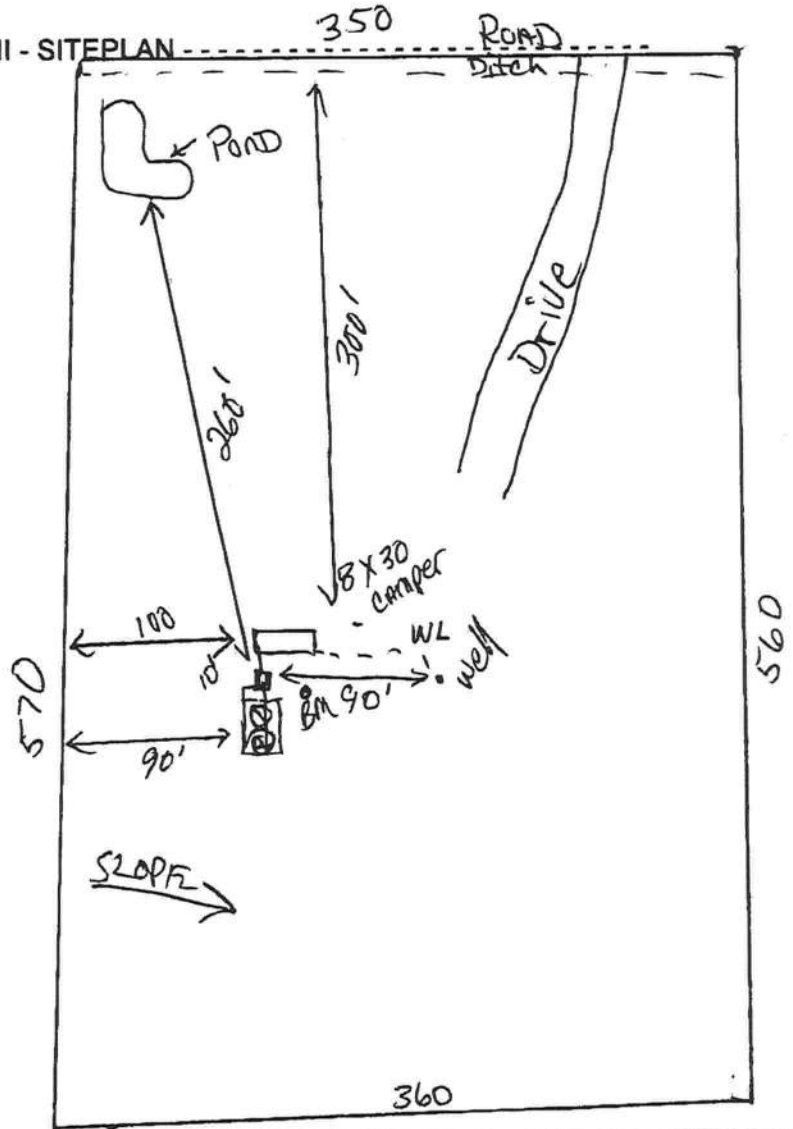 II - SITEPLAN
350
ROAD
Ditch
POND
Drive
300'
260'
8 X 30
CAMPER
100
WL
well
10'
BM 90'
570
560
90'
SLOPE
360